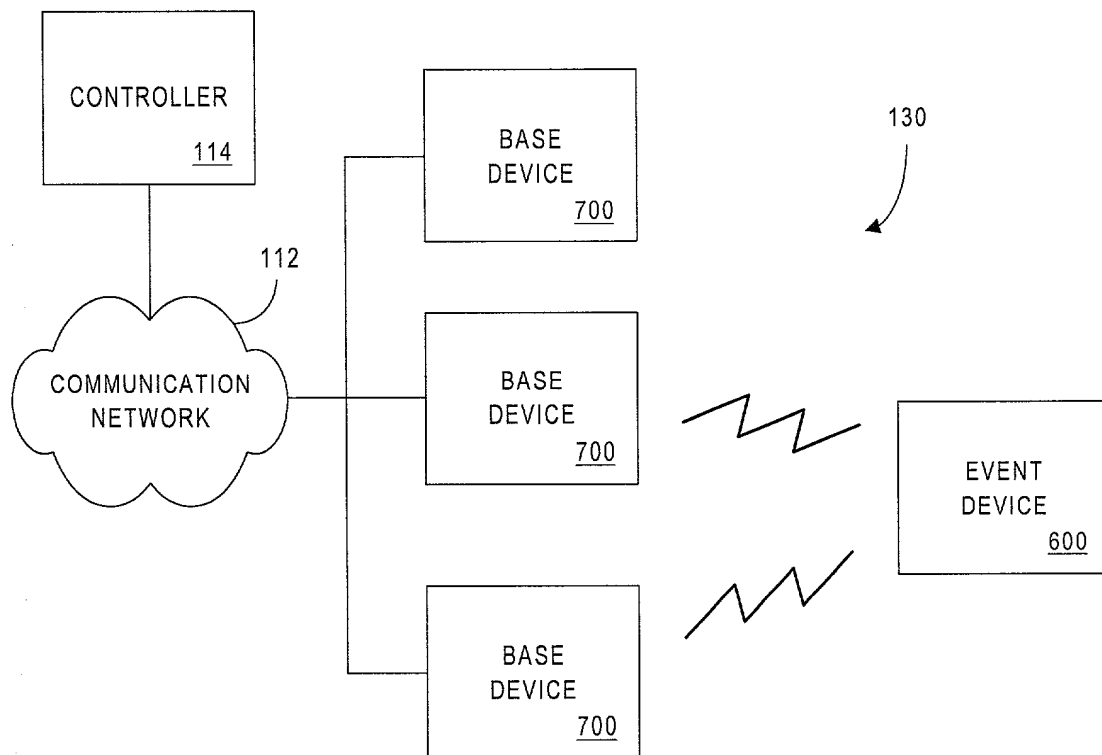 CONTROLLER
114
BASE
DEVICE
700
130
112
COMMUNICATION
NETWORK
BASE
DEVICE
700
EVENT
DEVICE
600
BASE
DEVICE
700